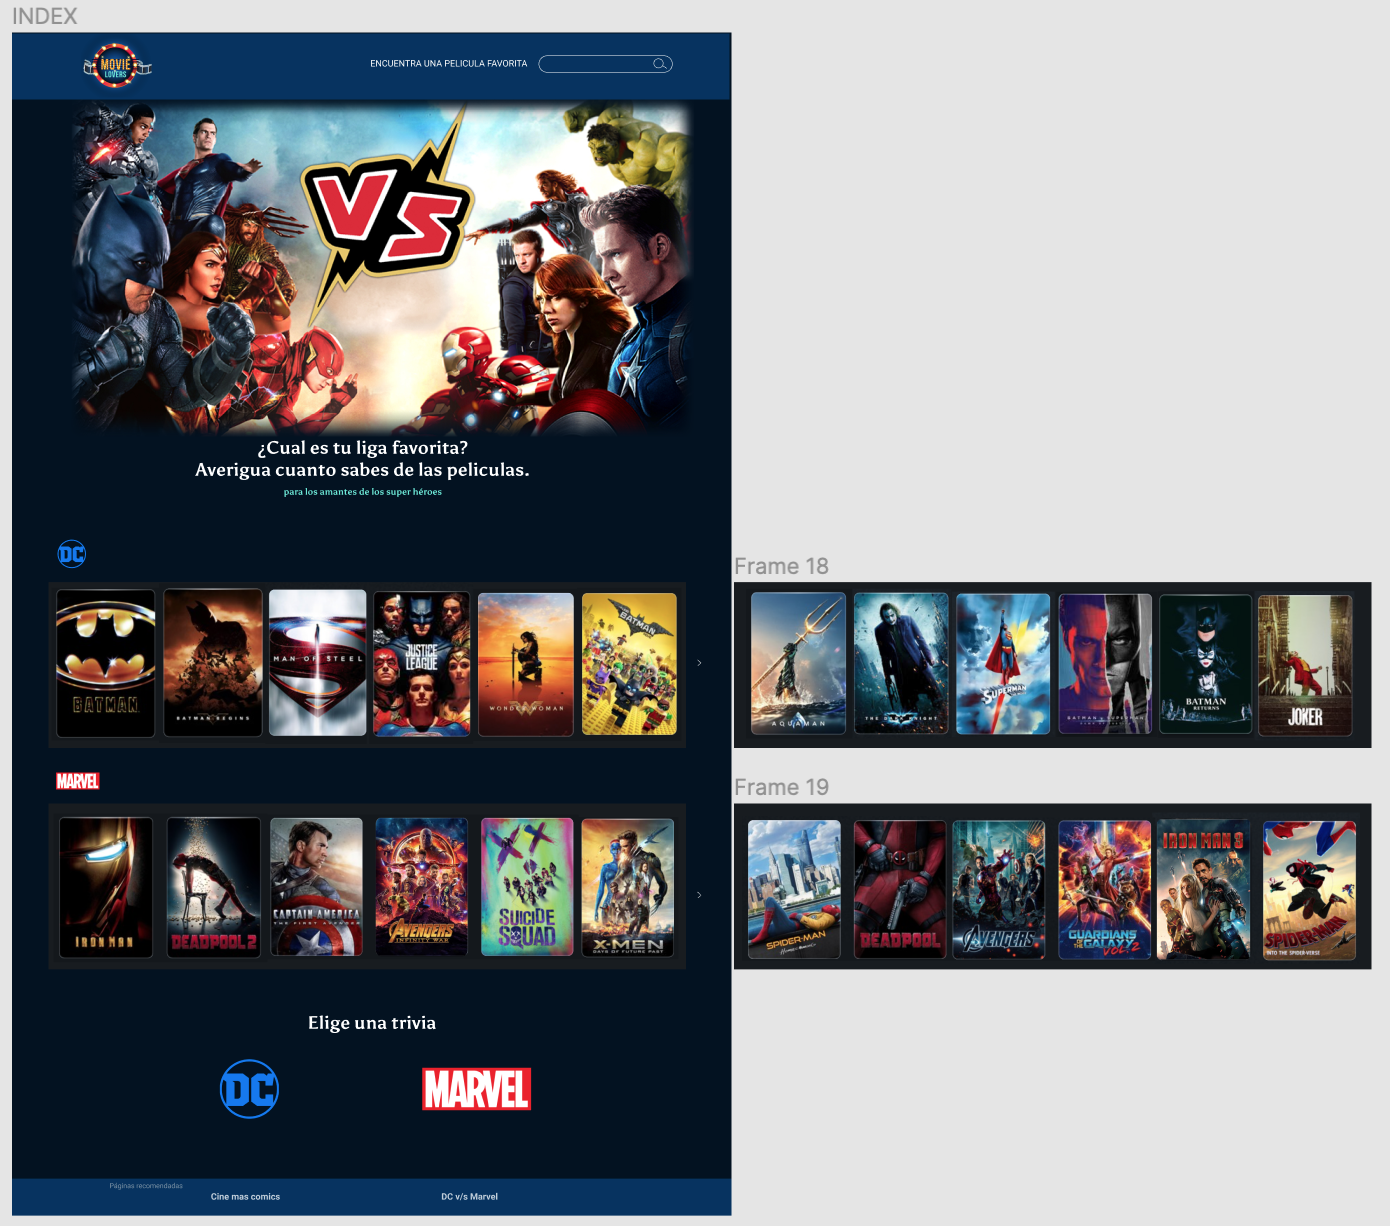 INDEX
MOVIE
LOVERS
ENCUENTRA UNA PELICULA FAVORITA
VS
¿Cual es tu liga favorita?
Averigua cuanto sabes de las peliculas.
para los amantes de los super héroes
DC
Frame 18
BATMAN
BATMAN BEGINS
MAN OF STEEL
JUSTICE
LEAGUE
WONDER WOMAN
BATMAN
AQUAMAN
THE DARK KNIGHT
SUPERMAN
BATMAN V SUPERMAN
BATMAN
RETURNS
JOKER
MARVEL
Frame 19
IRON MAN
DEADPOOL 2
CAPTAIN AMERICA
THE FIRST AVENGER
AVENGERS
INFINITY WAR
SUICIDE
SQUAD
X-MEN
DAYS OF FUTURE PAST
SPIDER-MAN
DEADPOOL
AVENGERS
GUARDIANS
OF THE GALAXY
VOL. 2
IRON MAN 3
SPIDER-MAN
INTO THE SPIDER-VERSE
Elige una trivia
DC
MARVEL
Páginas recomendadas
Cine mas comics
DC v/s Marvel